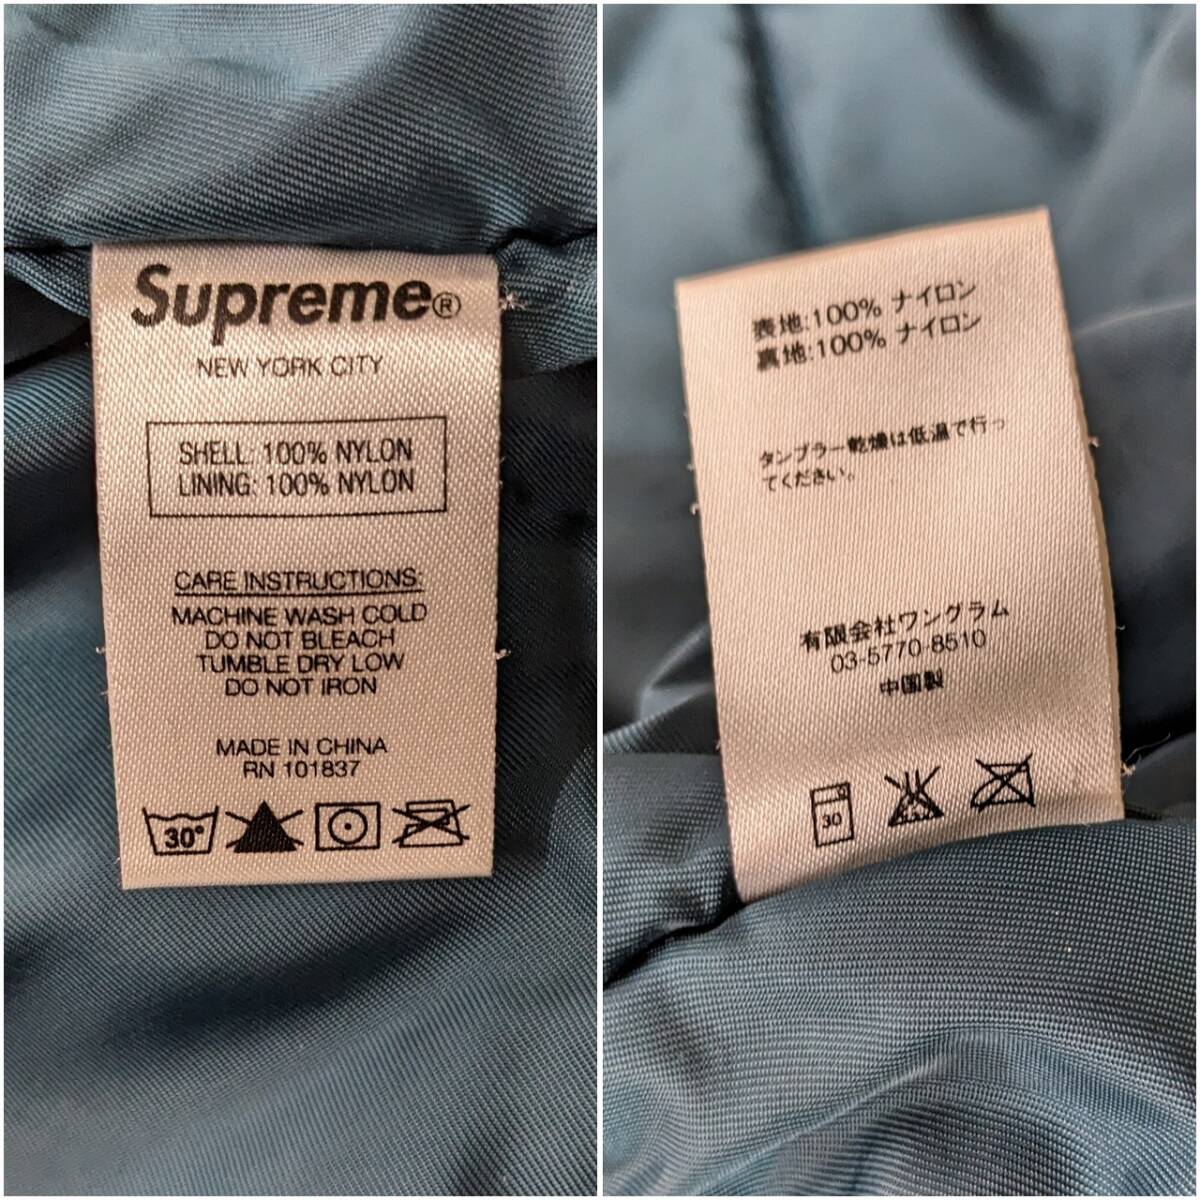 Supreme®
NEW YORK CITY
SHELL: 100% NYLON
LINING: 100% NYLON
CARE INSTRUCTIONS:
MACHINE WASH COLD
DO NOT BLEACH
TUMBLE DRY LOW
DO NOT IRON
MADE IN CHINA
RN 101837
30°
表地:100% ナイロン
裏地:100% ナイロン
タンブラー乾燥は低温で行っ
てください。
有限会社ワングラム
03-5770-8510
中国製
30